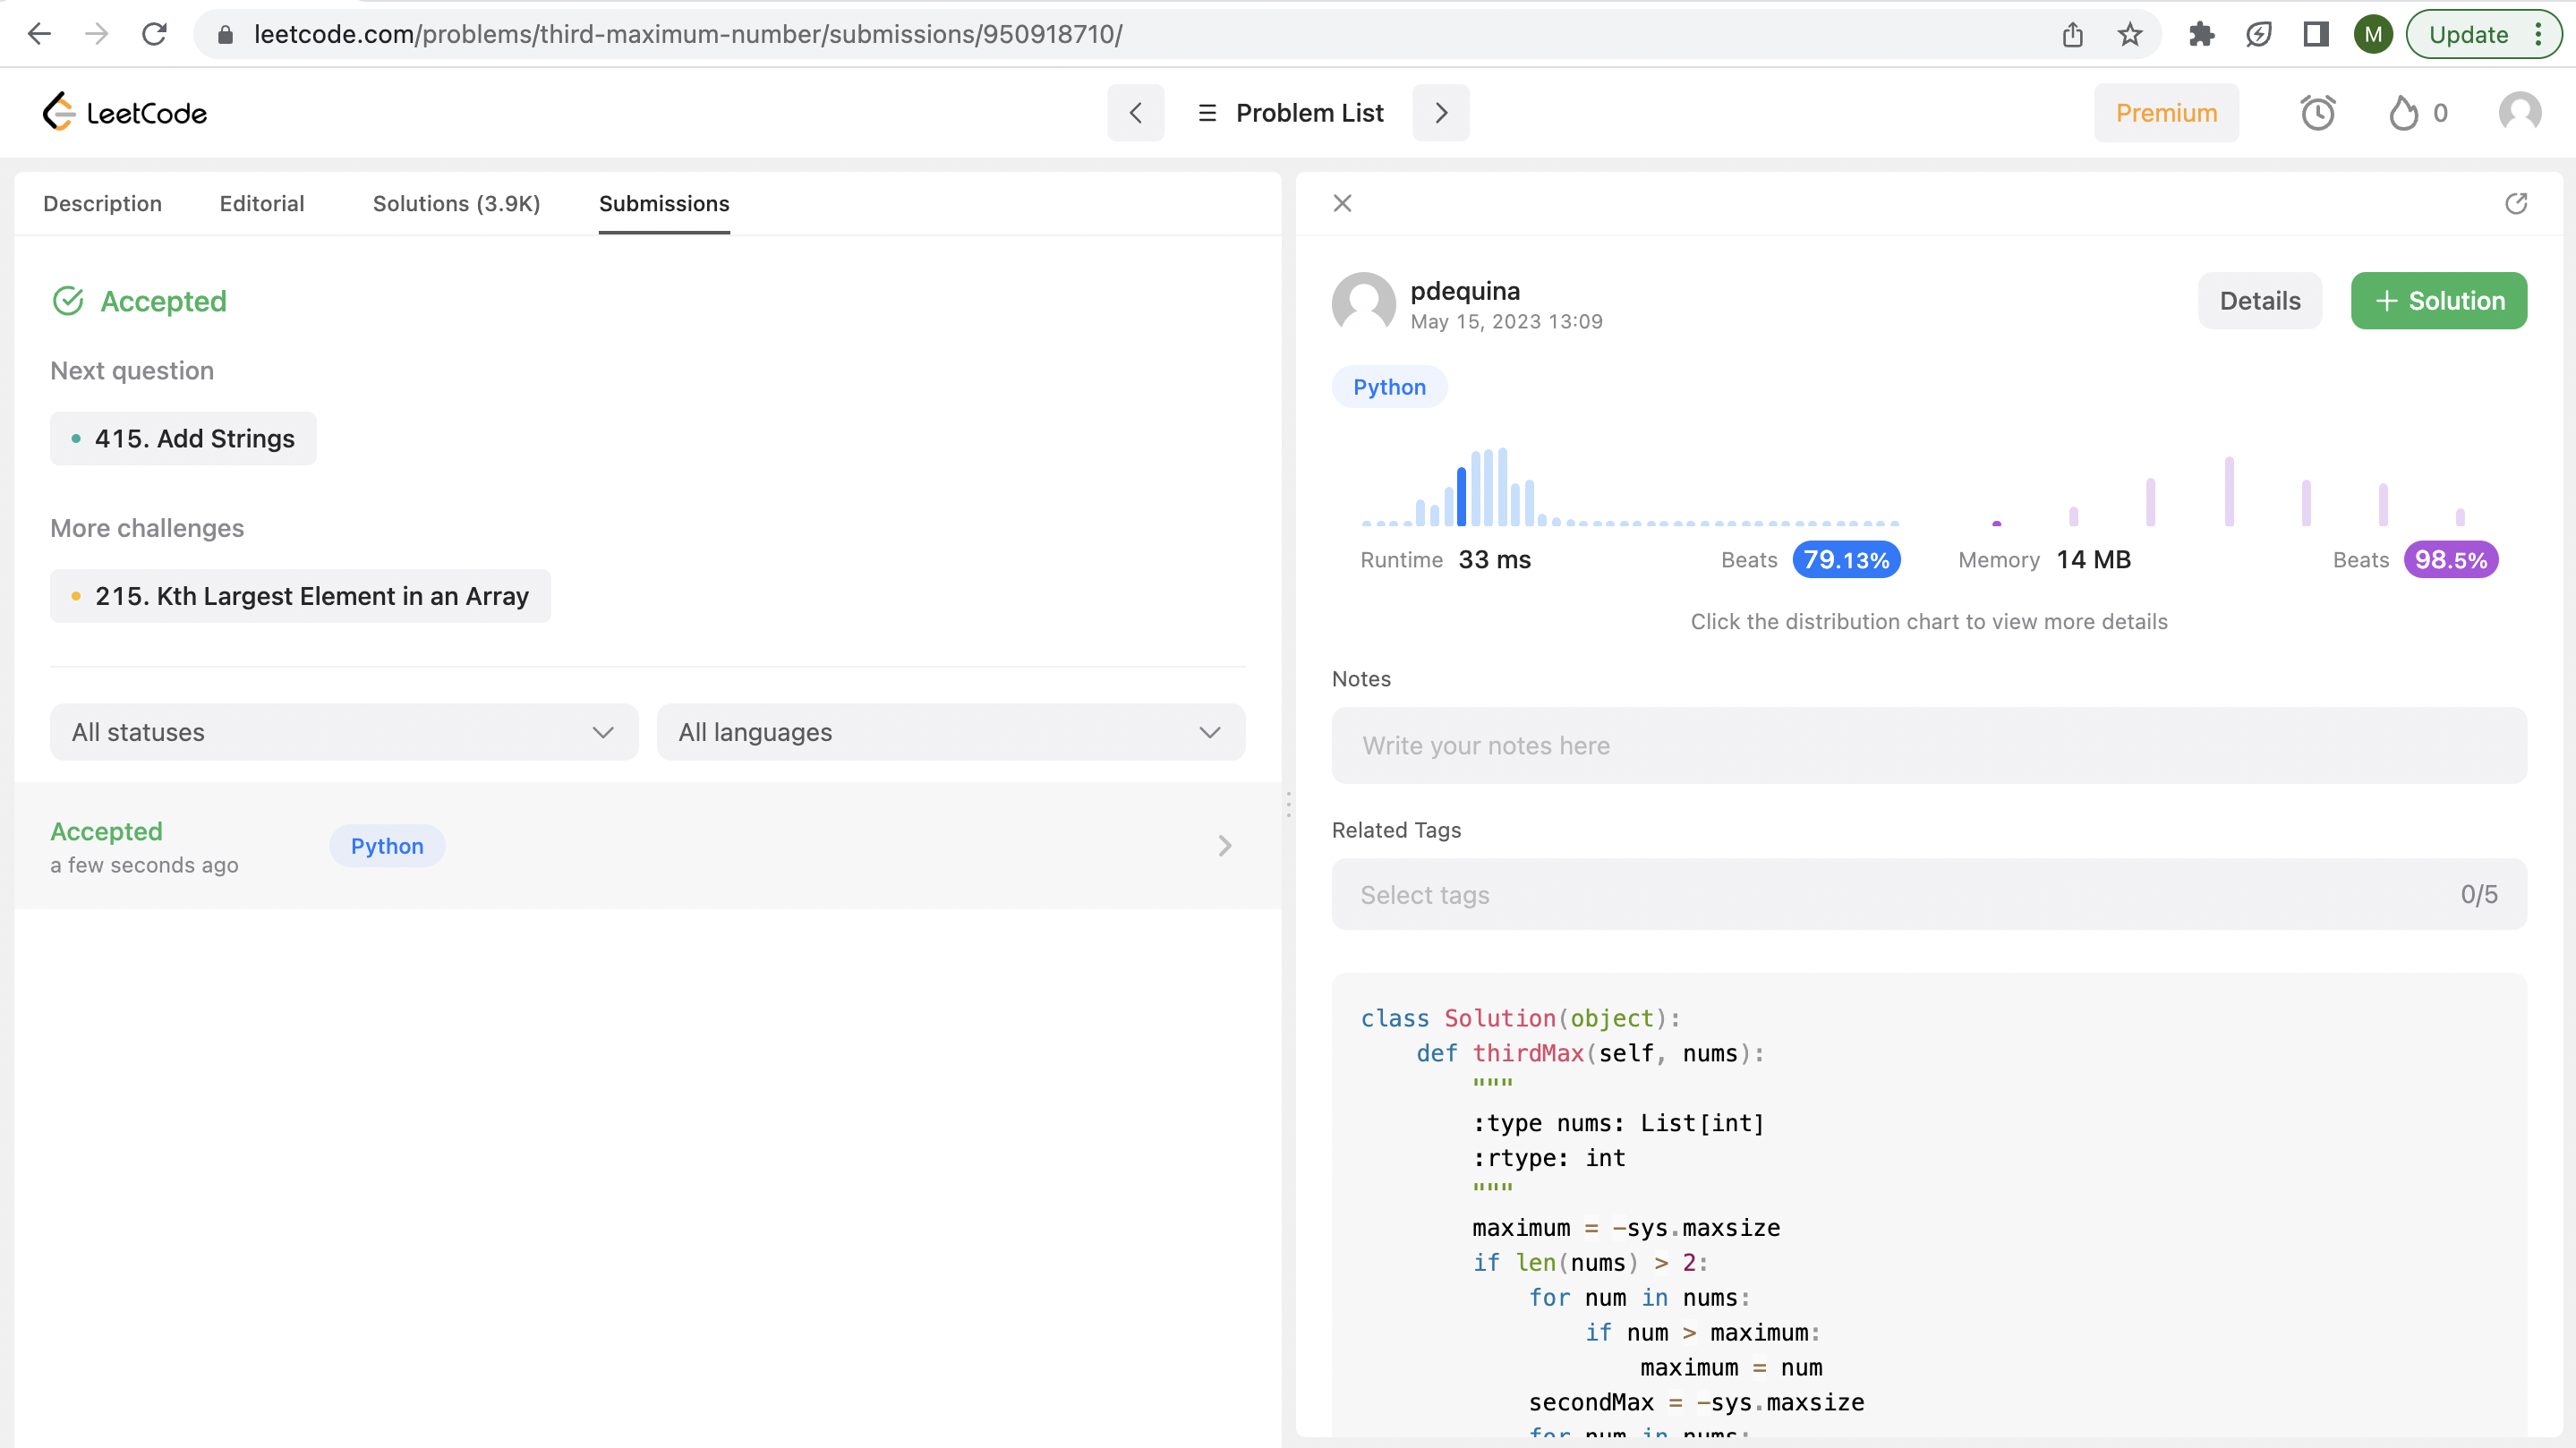 leetcode.com/problems/third-maximum-number/submissions/950918710/
M
Update
LeetCode
Problem List
Premium
0
Description
Editorial
Solutions (3.9K)
Submissions
Accepted
Next question
415. Add Strings
More challenges
215. Kth Largest Element in an Array
All statuses
All languages
Accepted
a few seconds ago
Python
pdequina
May 15, 2023 13:09
Details
+ Solution
Python
Runtime 33 ms
Beats 79.13%
Memory 14 MB
Beats 98.5%
Click the distribution chart to view more details
Notes
Write your notes here
Related Tags
Select tags
0/5
class Solution(object):
    def thirdMax(self, nums):
        """
        :type nums: List[int]
        :rtype: int
        """
        maximum = -sys.maxsize
        if len(nums) > 2:
            for num in nums:
                if num > maximum:
                    maximum = num
            secondMax = -sys.maxsize
            for num in nums: